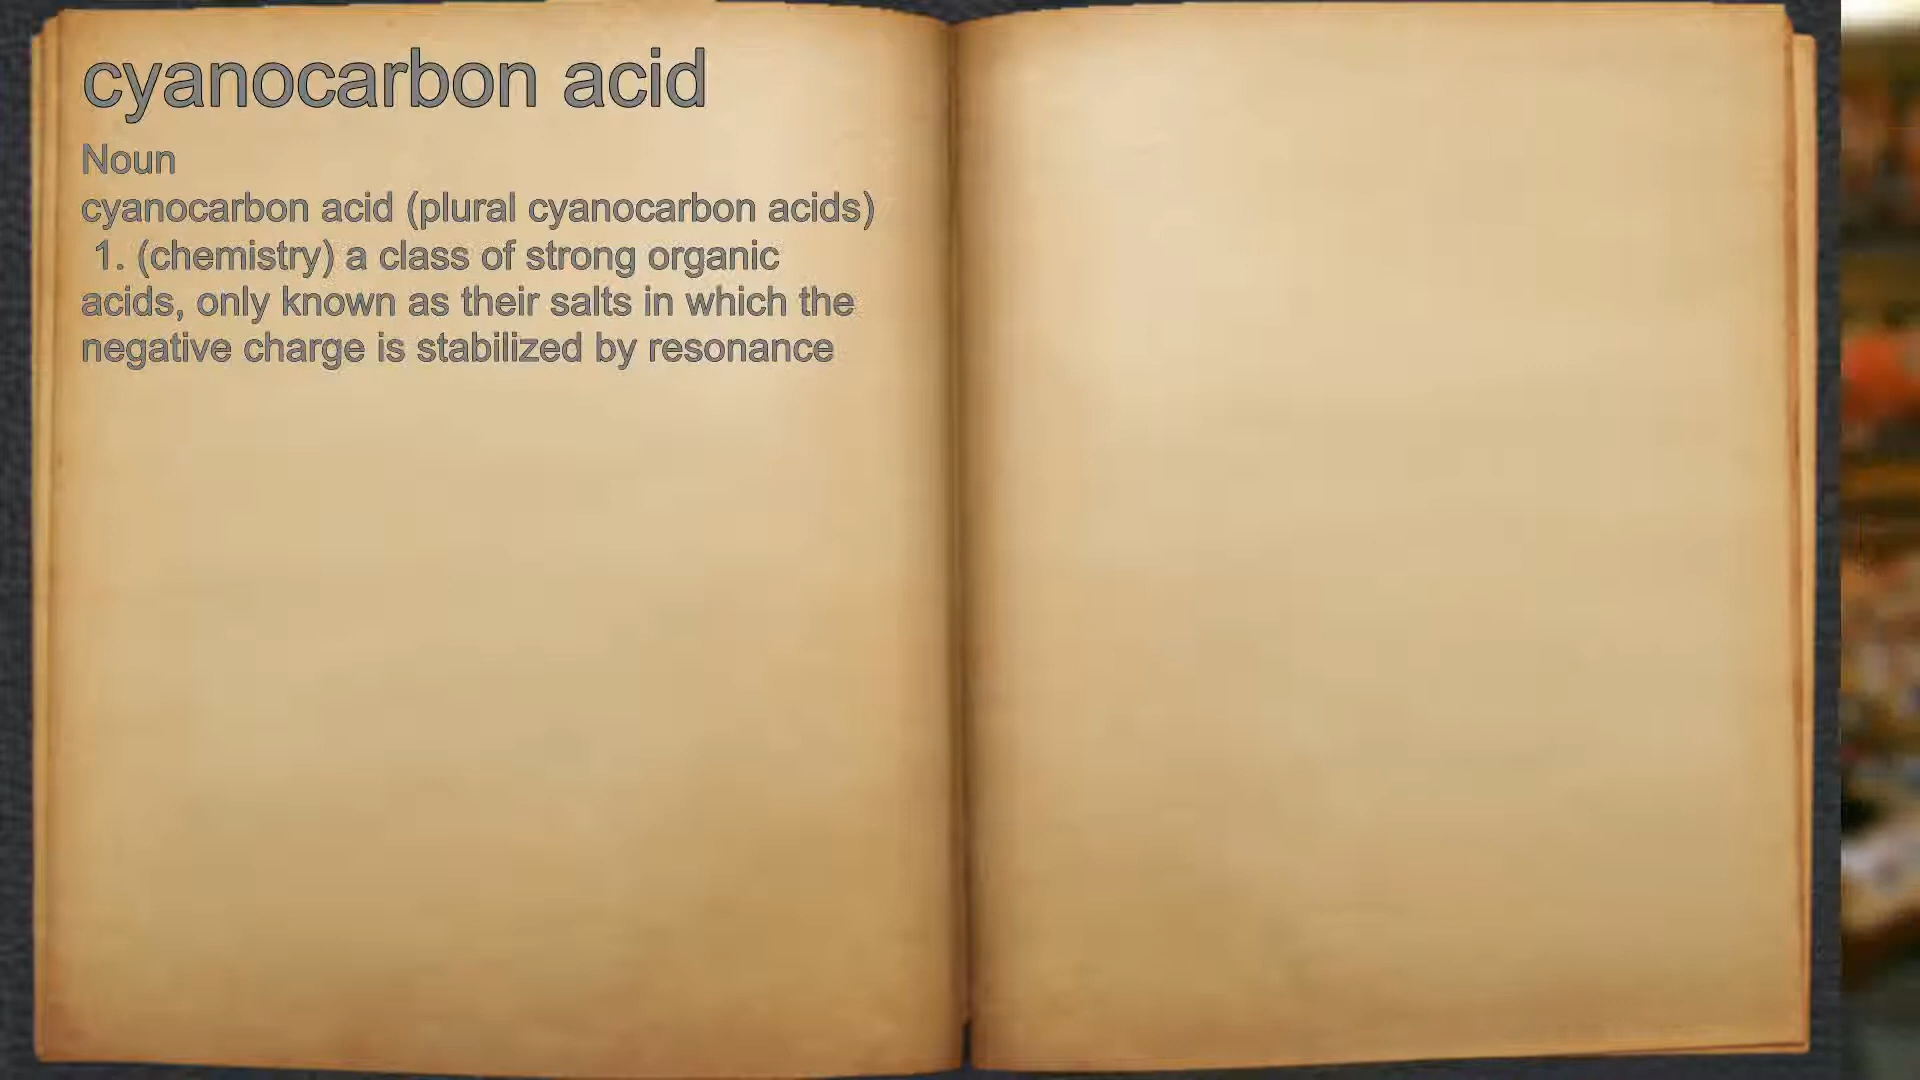 cyanocarbon acid
Noun
cyanocarbon acid (plural cyanocarbon acids)
1. (chemistry) a class of strong organic
acids, only known as their salts in which the
negative charge is stabilized by resonance